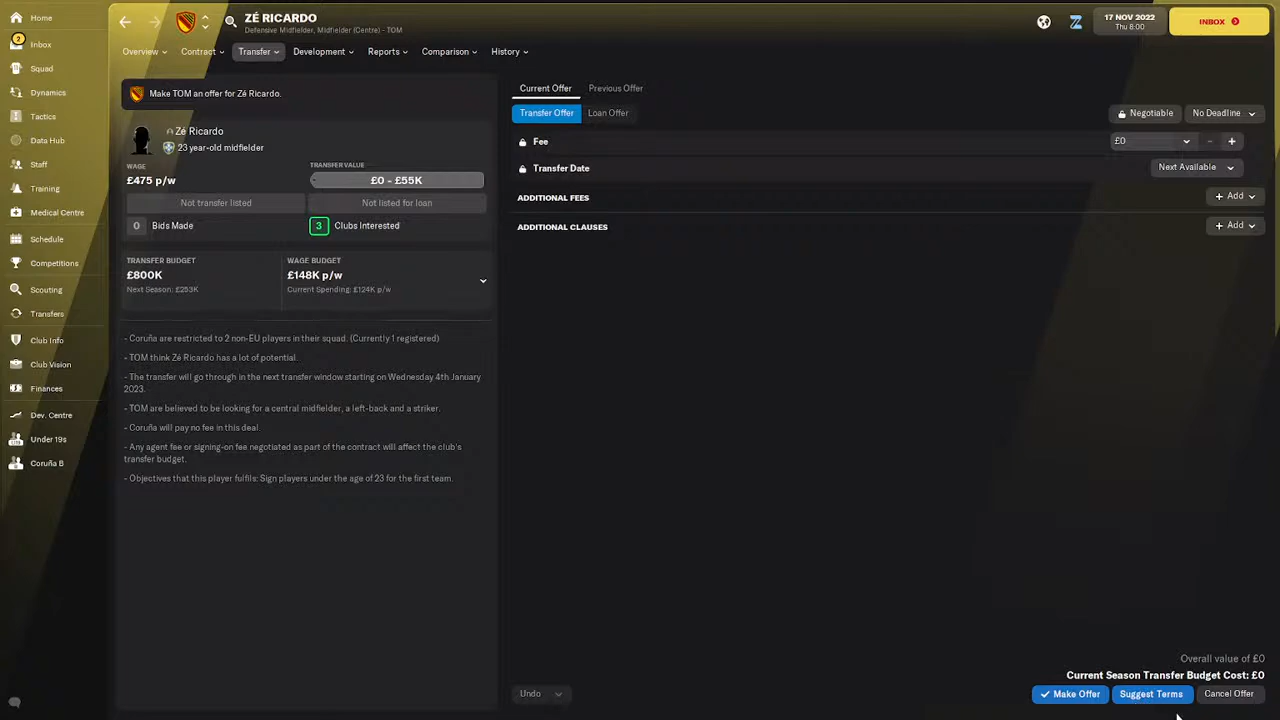 Home
2
Inbox
Squad
Dynamics
Tactics
Data Hub
Staff
Training
Medical Centre
Schedule
Competitions
Scouting
Transfers
Club Info
Club Vision
Finances
Dev. Centre
Under 19s
Coruña B
ZÉ RICARDO
Defensive Midfielder, Midfielder (Centre) - TOM
17 NOV 2022
Thu 8:00
INBOX
Overview
Contract
Transfer
Development
Reports
Comparison
History
Make TOM an offer for Zé Ricardo.
Zé Ricardo
23 year-old midfielder
WAGE
£475 p/w
TRANSFER VALUE
£0 - £55K
Not transfer listed
Not listed for loan
0 Bids Made
3 Clubs Interested
TRANSFER BUDGET
£800K
Next Season: £253K
WAGE BUDGET
£148K p/w
Current Spending: £124K p/w
- Coruña are restricted to 2 non-EU players in their squad. (Currently 1 registered)
- TOM think Zé Ricardo has a lot of potential.
- The transfer will go through in the next transfer window starting on Wednesday 4th January
2023.
- TOM are believed to be looking for a central midfielder, a left-back and a striker.
- Coruña will pay no fee in this deal.
- Any agent fee or signing-on fee negotiated as part of the contract will affect the club's
transfer budget.
- Objectives that this player fulfils: Sign players under the age of 23 for the first team.
Current Offer
Previous Offer
Transfer Offer
Loan Offer
Negotiable
No Deadline
Fee
£0
- +
Transfer Date
Next Available
ADDITIONAL FEES
+ Add
ADDITIONAL CLAUSES
+ Add
Overall value of £0
Current Season Transfer Budget Cost: £0
Undo
Make Offer
Suggest Terms
Cancel Offer